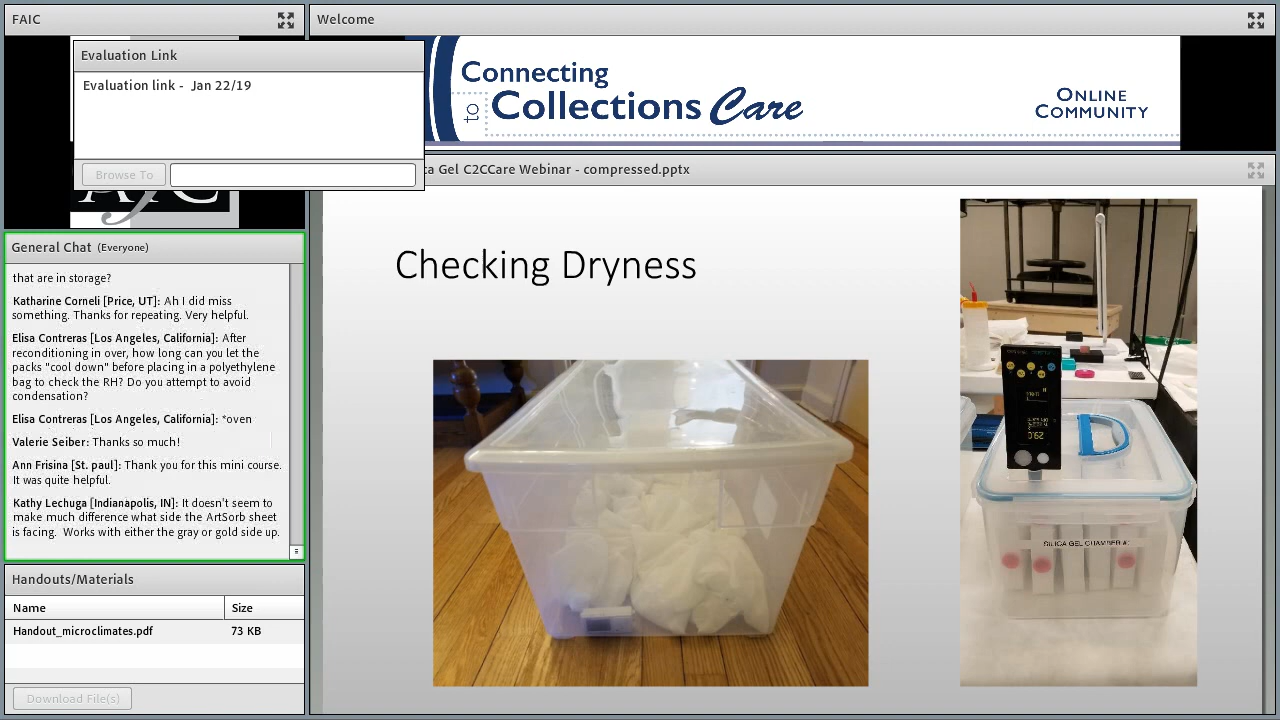 FAIC
Welcome
Evaluation Link
Evaluation link - Jan 22/19
Browse To
Connecting
to
Collections Care
ONLINE
COMMUNITY
Gel C2CCare Webinar - compressed.pptx
General Chat (Everyone)
that are in storage?
Katharine Corneli [Price, UT]: Ah I did miss
something. Thanks for repeating. Very helpful.
Elisa Contreras [Los Angeles, California]: After
reconditioning in over, how long can you let the
packs "cool down" before placing in a polyethylene
bag to check the RH? Do you attempt to avoid
condensation?
Elisa Contreras [Los Angeles, California]: *oven
Valerie Seiber: Thanks so much!
Ann Frisina [St. paul]: Thank you for this mini course.
It was quite helpful.
Kathy Lechuga [Indianapolis, IN]: It doesn't seem to
make much difference what side the ArtSorb sheet
is facing. Works with either the gray or gold side up.
Handouts/Materials
Name Size
Handout_microclimates.pdf 73 KB
Download File(s)
Checking Dryness
SILICA GEL CHAMBER